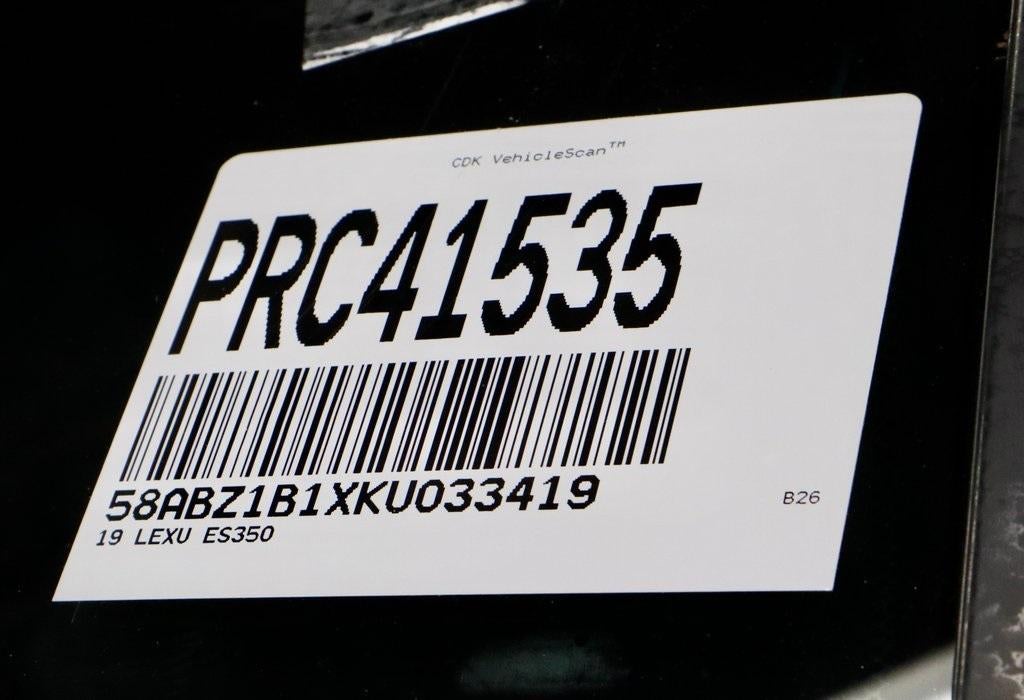 CDK VehicleScan™
PRC41535
58ABZ1B1XKU033419
19 LEXU ES350
B26